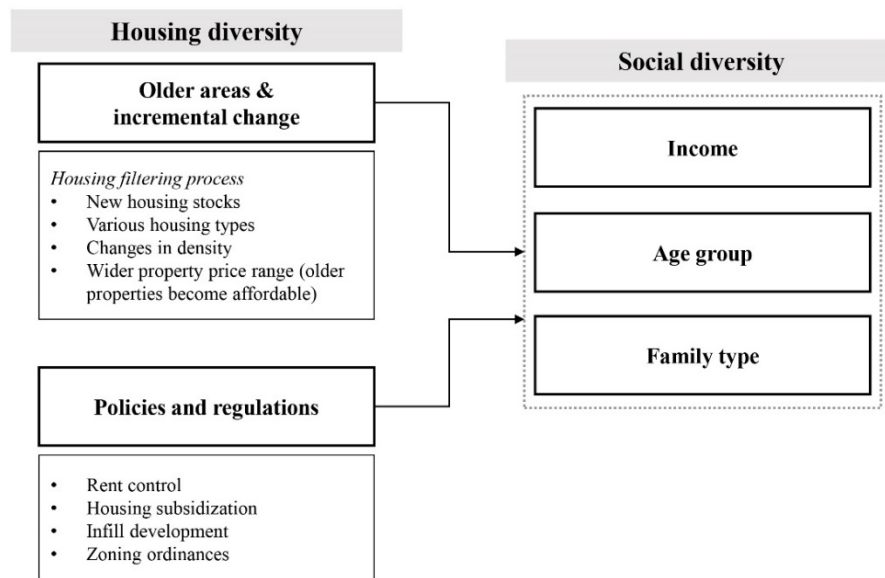 Housing diversity
Older areas &
incremental change
Housing filtering process
• New housing stocks
• Various housing types
• Changes in density
• Wider property price range (older
properties become affordable)
Policies and regulations
• Rent control
• Housing subsidization
• Infill development
• Zoning ordinances
Social diversity
Income
Age group
Family type